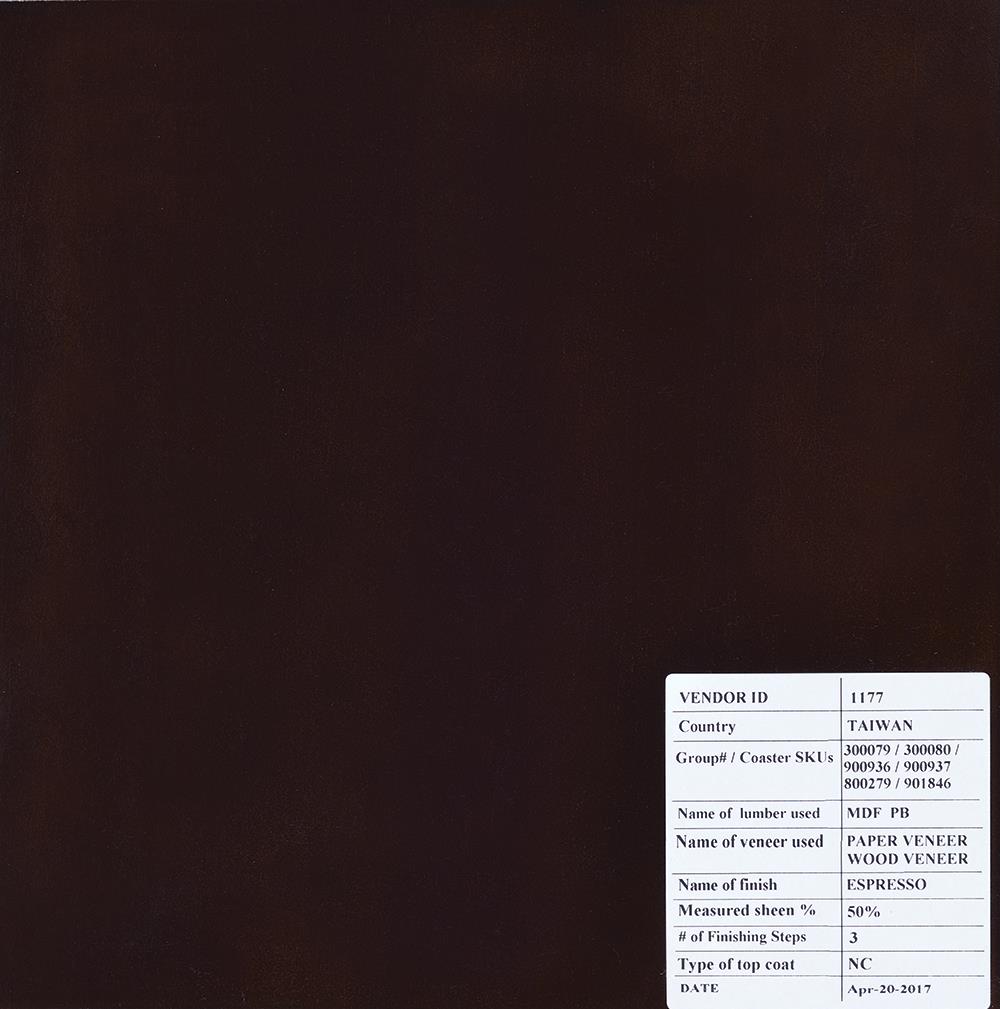 VENDOR ID 1177
Country TAIWAN
Group# / Coaster SKUs 300079 / 300080 /
900936 / 900937
800279 / 901846
Name of lumber used MDF PB
Name of veneer used PAPER VENEER
WOOD VENEER
Name of finish ESPRESSO
Measured sheen % 50%
# of Finishing Steps 3
Type of top coat NC
DATE Apr-20-2017